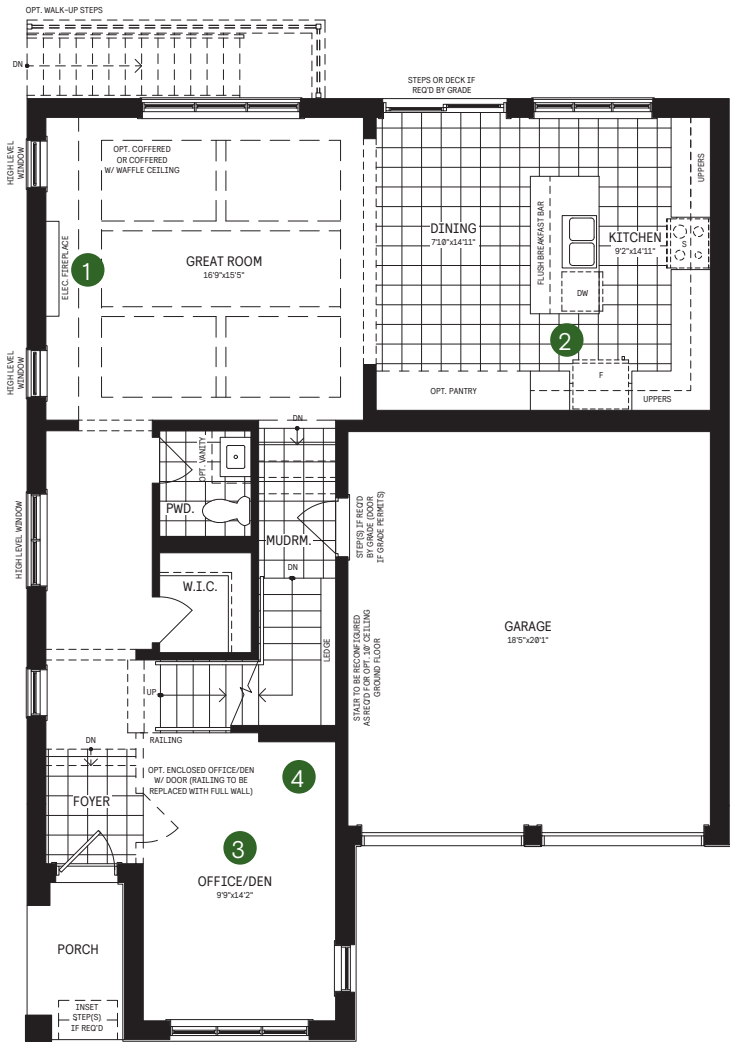 OPT. WALK-UP STEPS
DN
STEPS OR DECK IF
REQ'D BY GRADE
HIGH LEVEL
WINDOW
OPT. COFFERED
OR COFFERED
W/ WAFFLE CEILING
UPPERS
DINING
7'10"x14'11"
FLUSH BREAKFAST BAR
KITCHEN
9'2"x14'11"
S
ELEC. FIREPLACE
1
GREAT ROOM
16'9"x15'5"
DW
2
HIGH LEVEL
WINDOW
F
OPT. PANTRY
UPPERS
DN
OPT. VANITY
PWD.
HIGH LEVEL WINDOW
MUDRM.
STEP(S) IF REQ'D
BY GRADE (DOOR
IF GRADE PERMITS)
DN
W.I.C.
GARAGE
18'5"x20'1"
LEDGE
STAIR TO BE RECONFIGURED
AS REQ'D FOR OPT. 10' CEILING
GROUND FLOOR
UP
RAILING
DN
OPT. ENCLOSED OFFICE/DEN
W/ DOOR (RAILING TO BE
REPLACED WITH FULL WALL)
4
FOYER
3
OFFICE/DEN
9'9"x14'2"
PORCH
INSET
STEP(S)
IF REQ'D